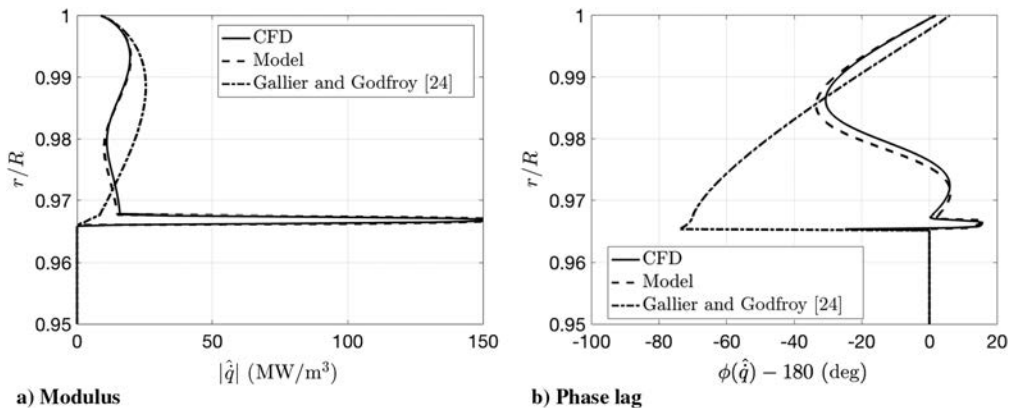 1
0.99
0.98
0.97
0.96
0.95
r/R
CFD
Model
Gallier and Godfroy [24]
0
50
100
150
|q̂| (MW/m³)
a) Modulus
1
0.99
0.98
0.97
0.96
0.95
r/R
CFD
Model
Gallier and Godfroy [24]
-100
-80
-60
-40
-20
0
20
ϕ(q̂) − 180 (deg)
b) Phase lag